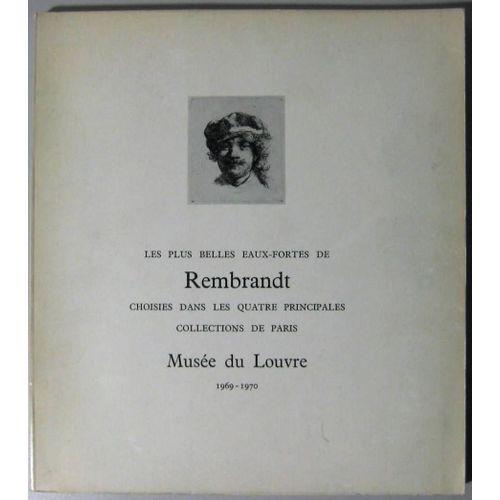 LES PLUS BELLES EAUX-FORTES DE
Rembrandt
CHOISIES DANS LES QUATRE PRINCIPALES
COLLECTIONS DE PARIS
Musée du Louvre
1969-1970